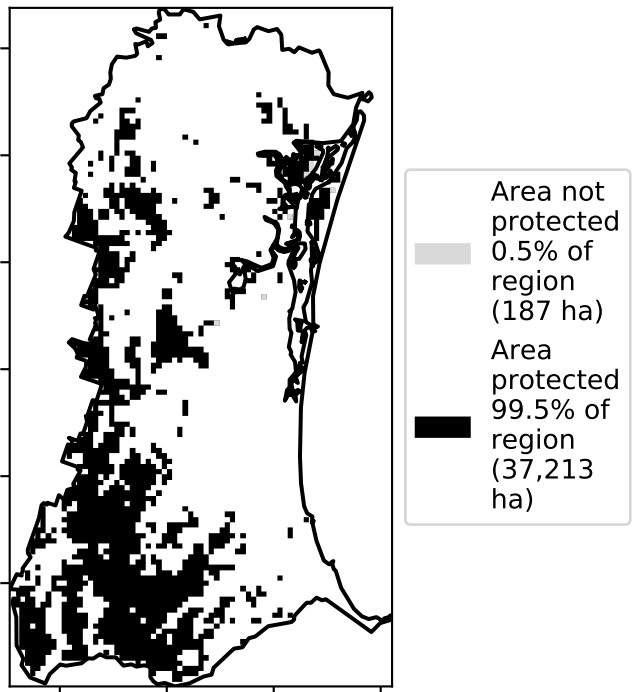 Area not
protected
0.5% of
region
(187 ha)
Area
protected
99.5% of
region
(37,213
ha)